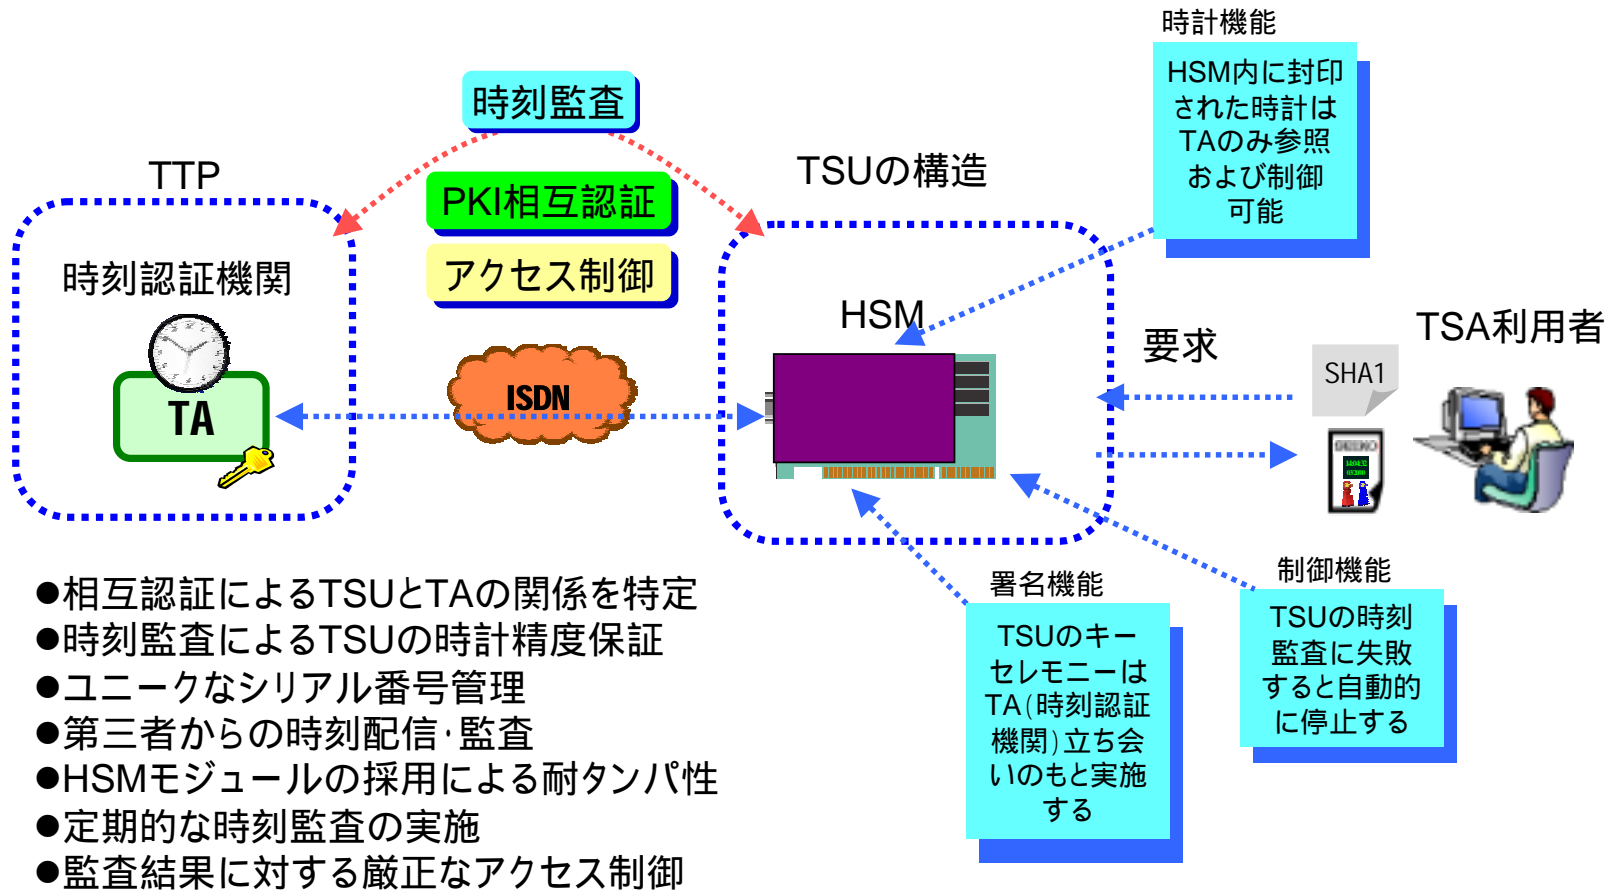 時計機能
HSM内に封印
された時計は
TAのみ参照
および制御
可能
時刻監査
TTP
PKI相互認証
TSUの構造
アクセス制御
時刻認証機関
HSM
要求
TSA利用者
SHA1
ISDN
TA
SEIKO
●相互認証によるTSUとTAの関係を特定
●時刻監査によるTSUの時計精度保証
●ユニークなシリアル番号管理
●第三者からの時刻配信・監査
●HSMモジュールの採用による耐タンパ性
●定期的な時刻監査の実施
●監査結果に対する厳正なアクセス制御
署名機能
TSUのキー
セレモニーは
TA(時刻認証
機関)立ち会
いのもと実施
する
制御機能
TSUの時刻
監査に失敗
すると自動的
に停止する